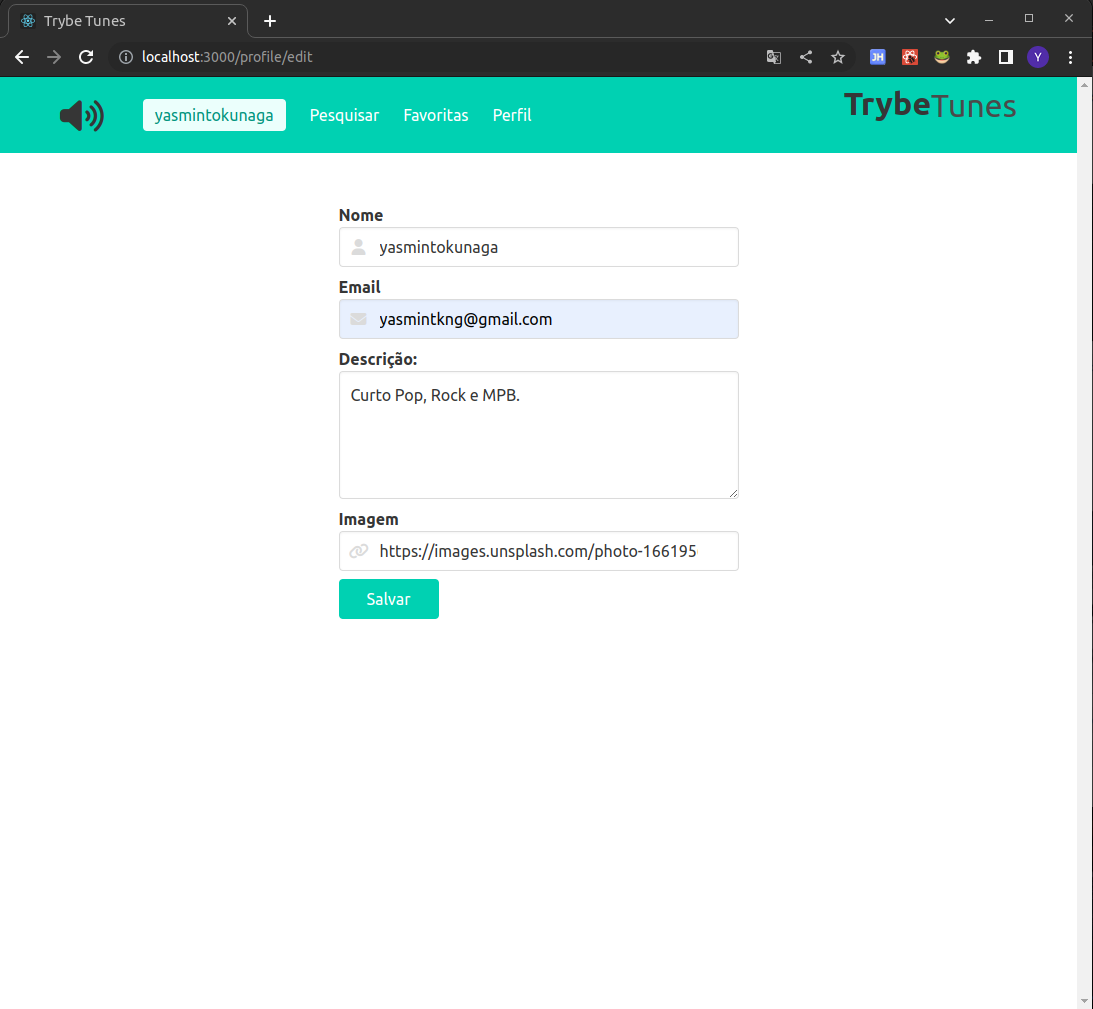 Trybe Tunes
localhost:3000/profile/edit
JH
Y
yasmintokunaga Pesquisar Favoritas Perfil
TrybeTunes
Nome
yasmintokunaga
Email
yasmintkng@gmail.com
Descrição:
Curto Pop, Rock e MPB.
Imagem
https://images.unsplash.com/photo-166195
Salvar